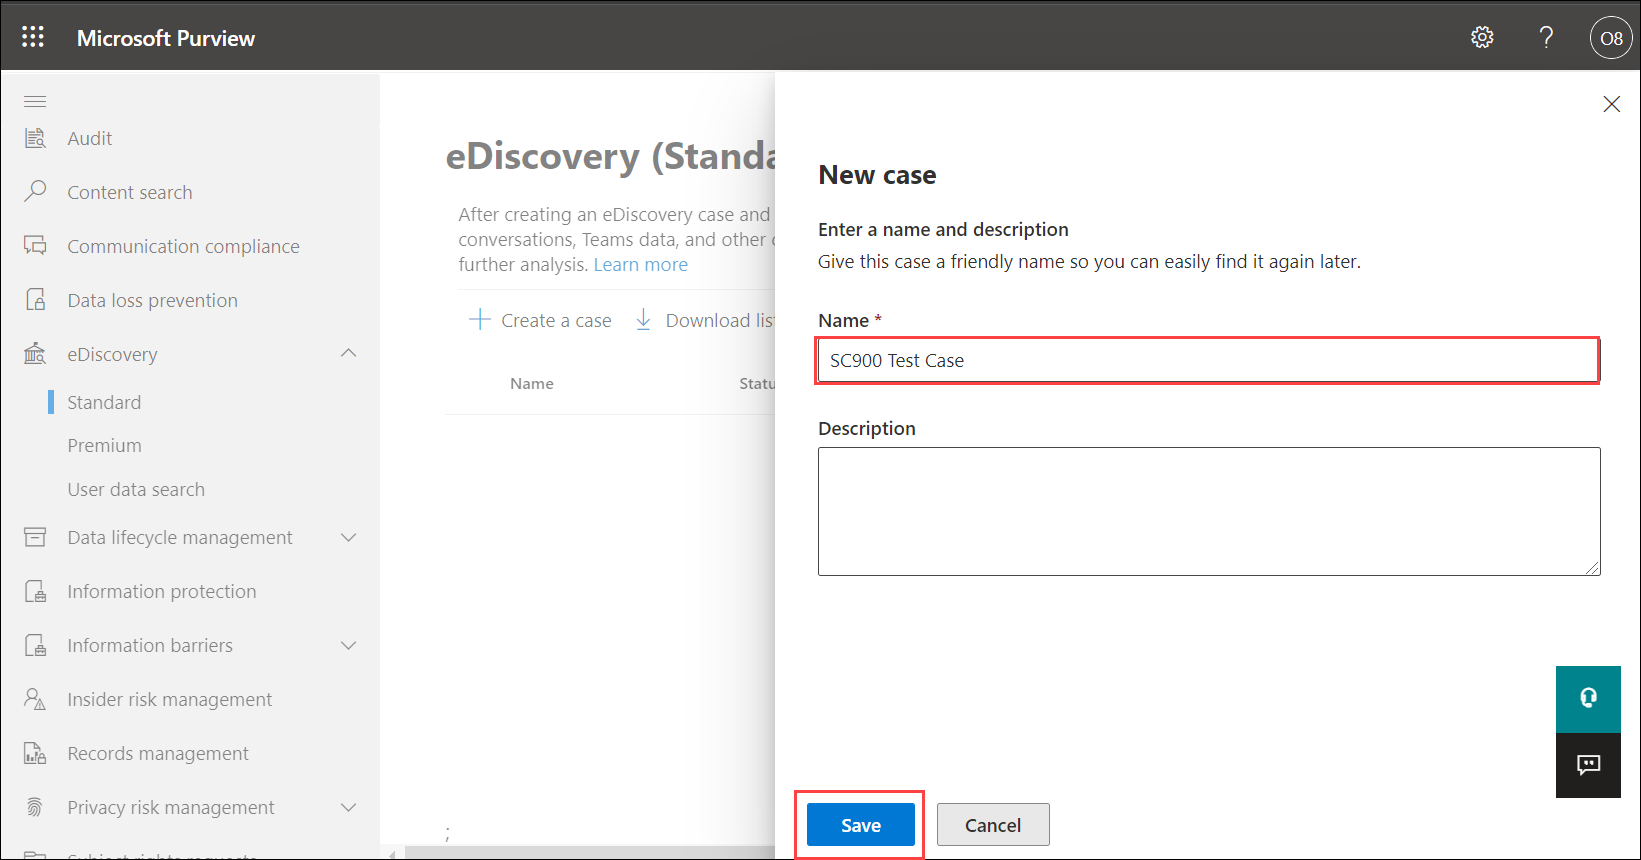 Microsoft Purview
O8
Audit
Content search
Communication compliance
Data loss prevention
eDiscovery
Standard
Premium
User data search
Data lifecycle management
Information protection
Information barriers
Insider risk management
Records management
Privacy risk management
Subject rights requests
eDiscovery (Standa
After creating an eDiscovery case and
conversations, Teams data, and other
further analysis. Learn more
Create a case
Download lis
Name
Statu
;
New case
Enter a name and description
Give this case a friendly name so you can easily find it again later.
Name *
SC900 Test Case
Description
Save
Cancel